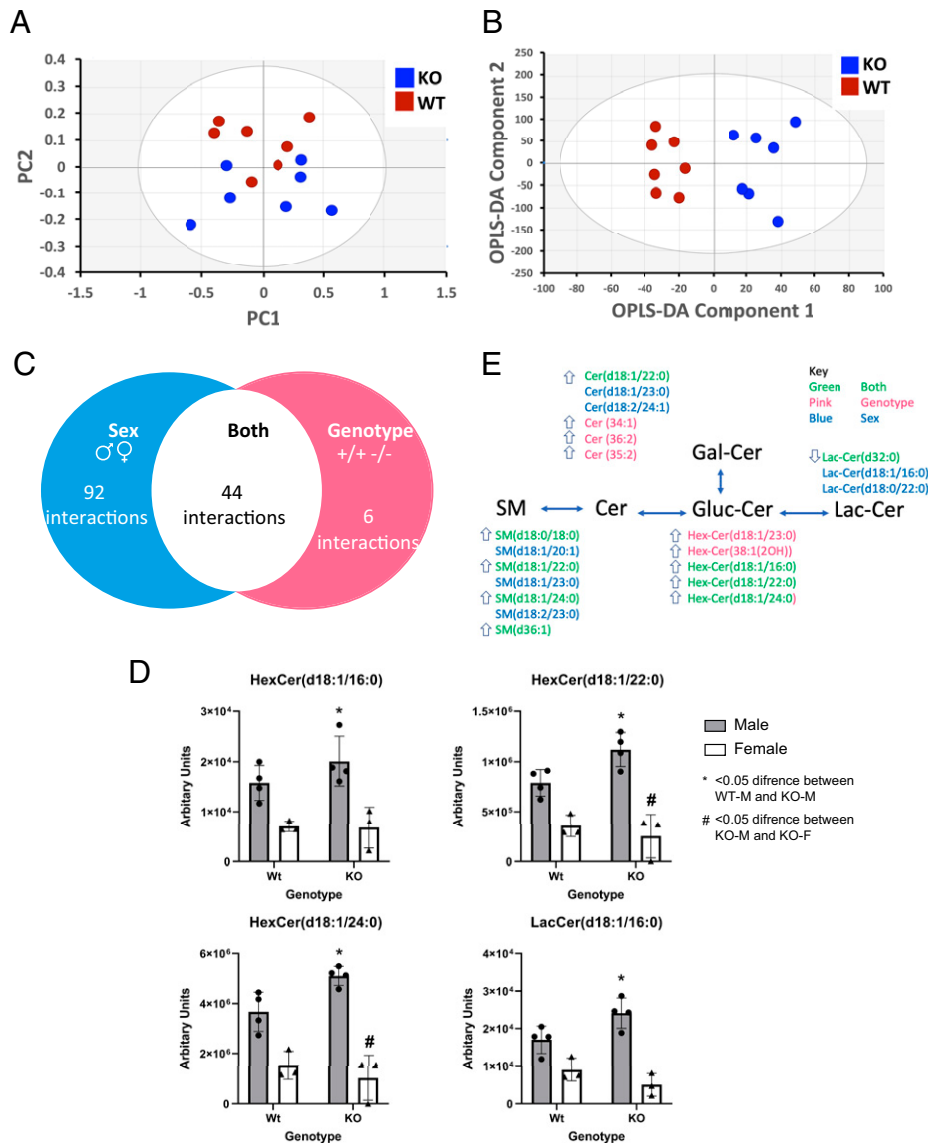 A
KO
WT
0.4
0.3
0.2
0.1
0
-0.1
-0.2
-0.3
-0.4
PC2
-1.5
-1
-0.5
0
0.5
1
1.5
PC1
B
KO
WT
250
200
150
100
50
0
-50
-100
-150
-200
-250
OPLS-DA Component 2
-100
-80
-60
-40
-20
0
20
40
60
80
100
OPLS-DA Component 1
C
Sex
♂♀
92
interactions
Both
44
interactions
Genotype
+/+ -/-
6
interactions
E
⇧ Cer(d18:1/22:0)
Cer(d18:1/23:0)
Cer(d18:2/24:1)
⇧ Cer (34:1)
⇧ Cer (36:2)
⇧ Cer (35:2)
Key
Green Both
Pink Genotype
Blue Sex
Gal-Cer
⇩ Lac-Cer(d32:0)
Lac-Cer(d18:1/16:0)
Lac-Cer(d18:0/22:0)
SM
Cer
Gluc-Cer
Lac-Cer
⇧ SM(d18:0/18:0)
SM(d18:1/20:1)
⇧ SM(d18:1/22:0)
SM(d18:1/23:0)
⇧ SM(d18:1/24:0)
SM(d18:2/23:0)
⇧ SM(d36:1)
⇧ Hex-Cer(d18:1/23:0)
⇧ Hex-Cer(38:1(2OH))
⇧ Hex-Cer(d18:1/16:0)
⇧ Hex-Cer(d18:1/22:0)
⇧ Hex-Cer(d18:1/24:0)
D
HexCer(d18:1/16:0)
3×10⁴
2×10⁴
1×10⁴
0
Arbitary Units
*
Wt
KO
Genotype
HexCer(d18:1/22:0)
1.5×10⁶
1×10⁶
5×10⁵
0
Arbitary Units
*
#
Wt
KO
Genotype
Male
Female
* <0.05 difrence between
WT-M and KO-M
# <0.05 difrence between
KO-M and KO-F
HexCer(d18:1/24:0)
6×10⁶
4×10⁶
2×10⁶
0
Arbitary Units
*
#
Wt
KO
Genotype
LacCer(d18:1/16:0)
4×10⁴
3×10⁴
2×10⁴
1×10⁴
0
Arbitary Units
*
Wt
KO
Genotype